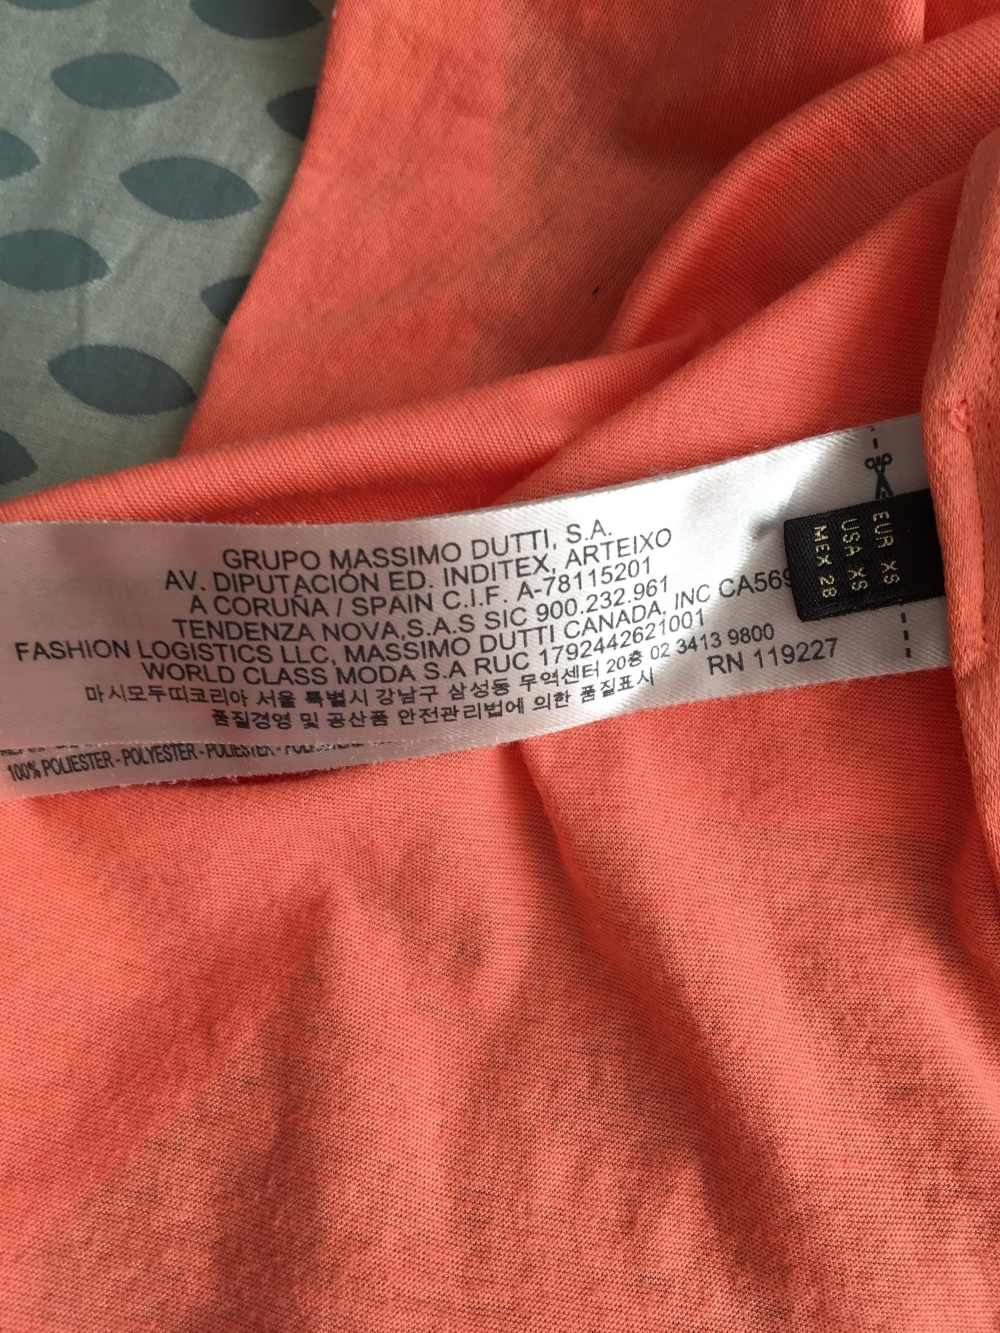 GRUPO MASSIMO DUTTI, S.A.
AV. DIPUTACIÓN ED. INDITEX, ARTEIXO
A CORUÑA / SPAIN C.I.F. A-78115201
TENDENZA NOVA,S.A.S SIC 900.232.961
FASHION LOGISTICS LLC, MASSIMO DUTTI CANADA, INC CA569
WORLD CLASS MODA S.A RUC 1792442621001
마시모두띠코리아 서울 특별시 강남구 삼성동 무역센터 20층 02 3413 9800
품질경영 및 공산품 안전관리법에 의한 품질표시
RN 119227
100% POLIESTER - POLYESTER - POLIESTER -
EUR XS
USA XS
MEX 28